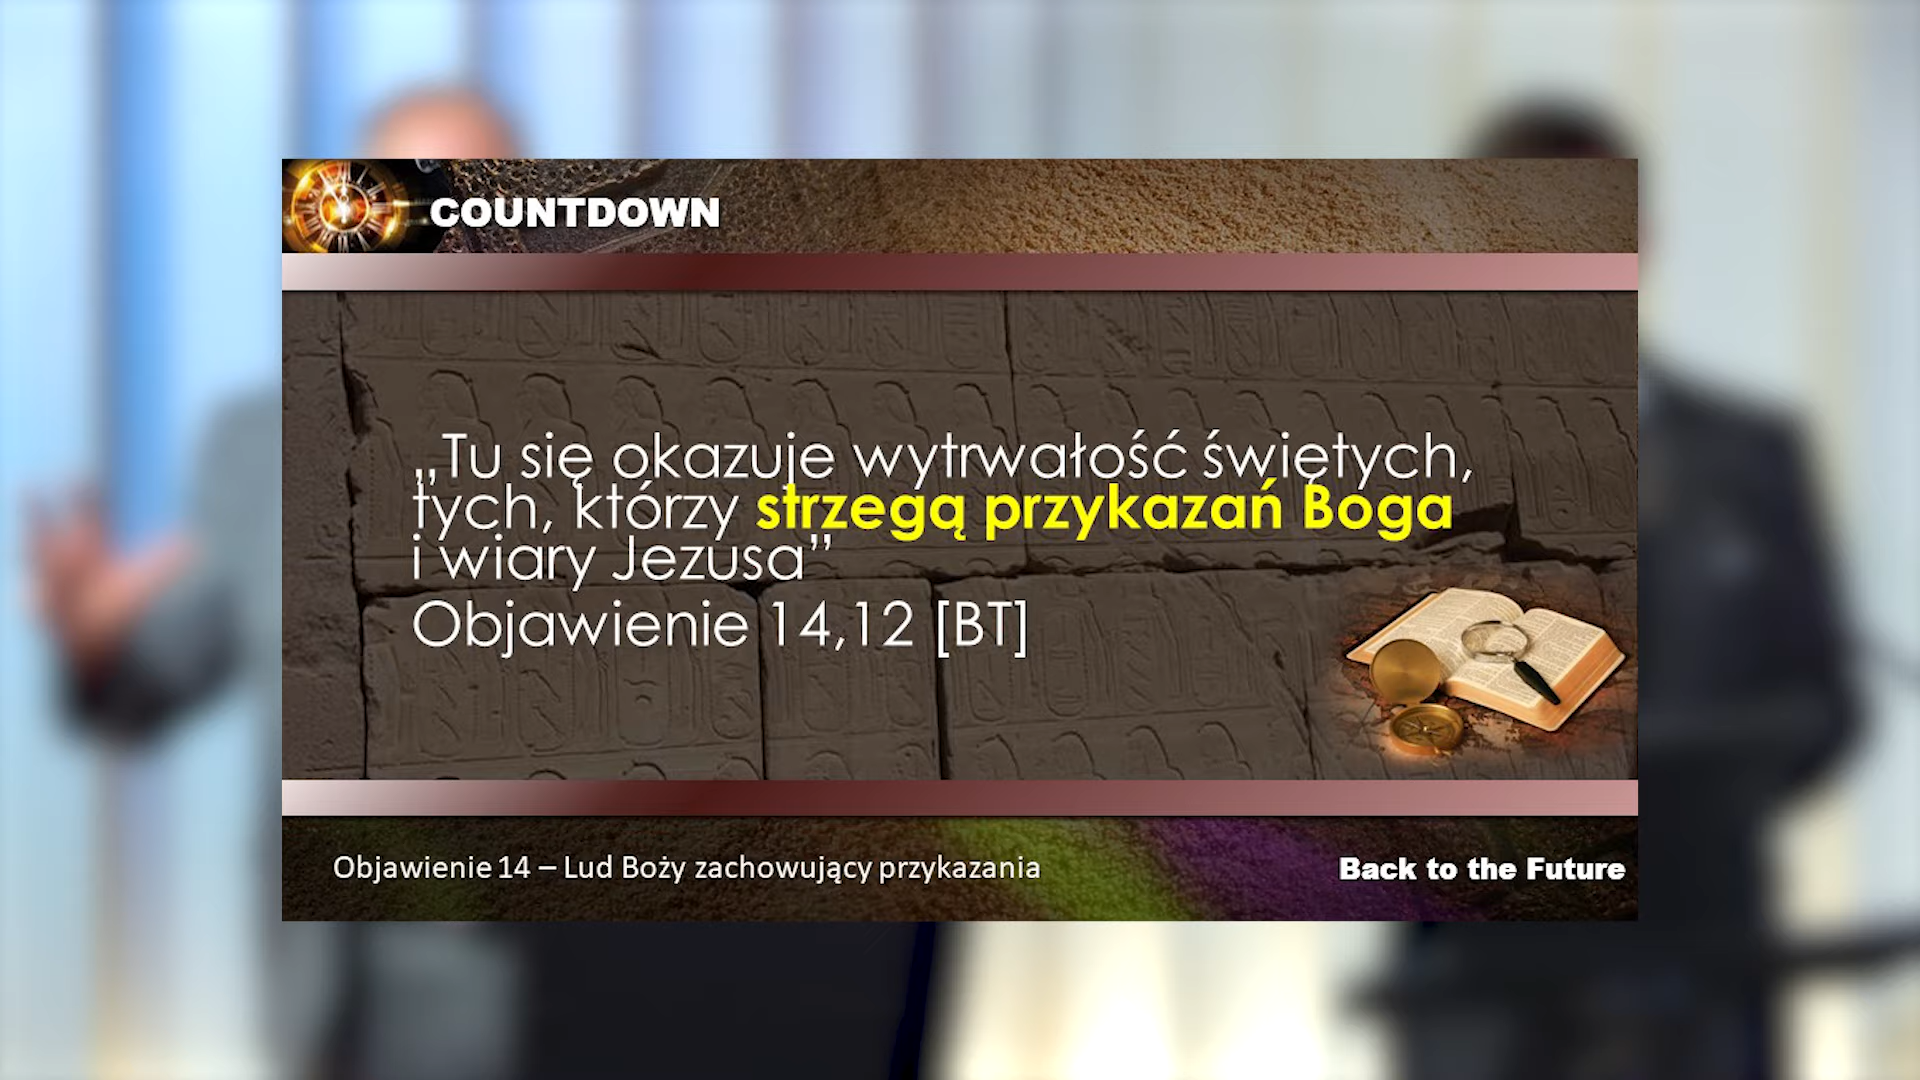 COUNTDOWN
„Tu się okazuje wytrwałość świętych,
tych, którzy strzegą przykazań Boga
i wiary Jezusa”
Objawienie 14,12 [BT]
Objawienie 14 – Lud Boży zachowujący przykazania
Back to the Future